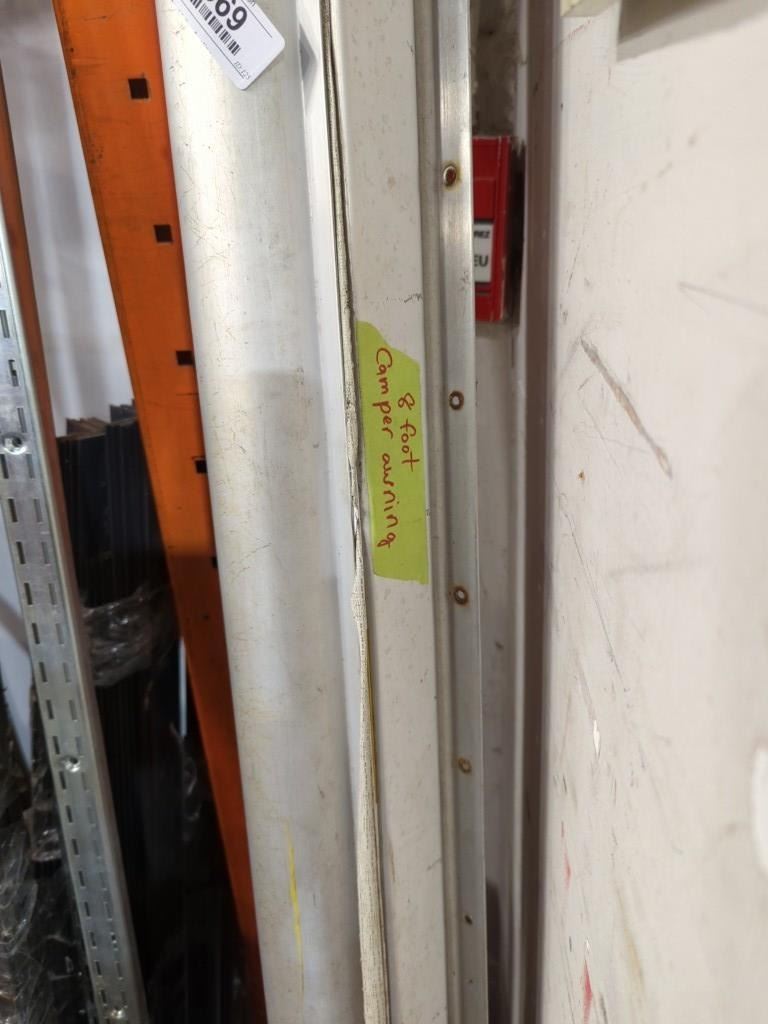 69
8 foot
Camper awning
EU